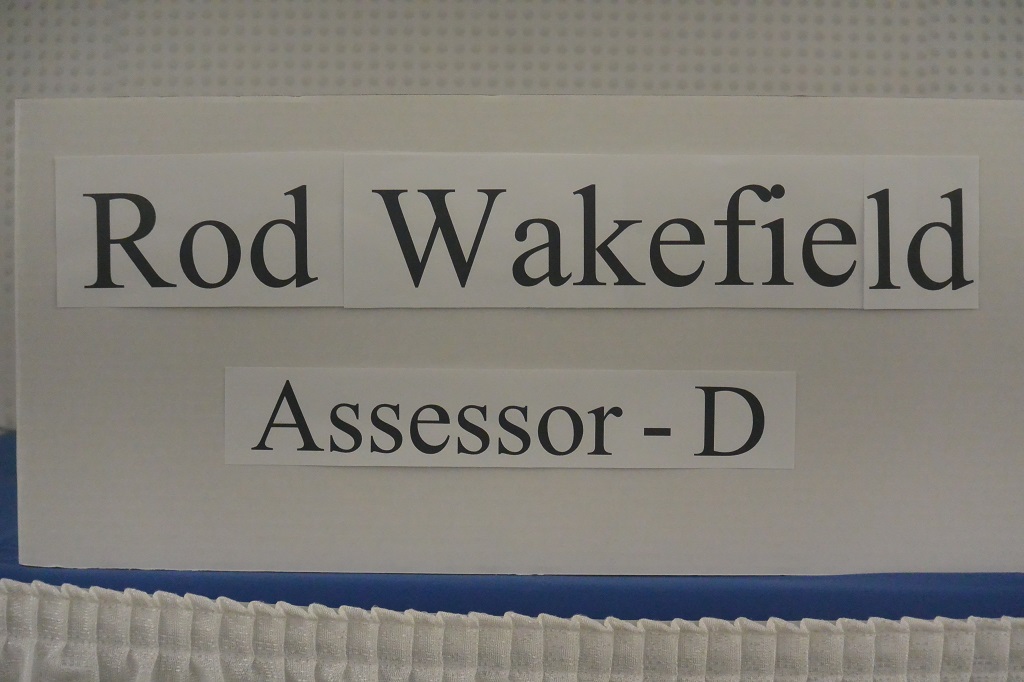 Rod Wakefield
Assessor - D